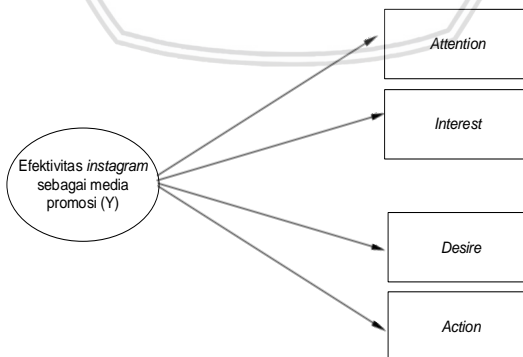 Attention
Interest
Efektivitas instagram
sebagai media
promosi (Y)
Desire
Action